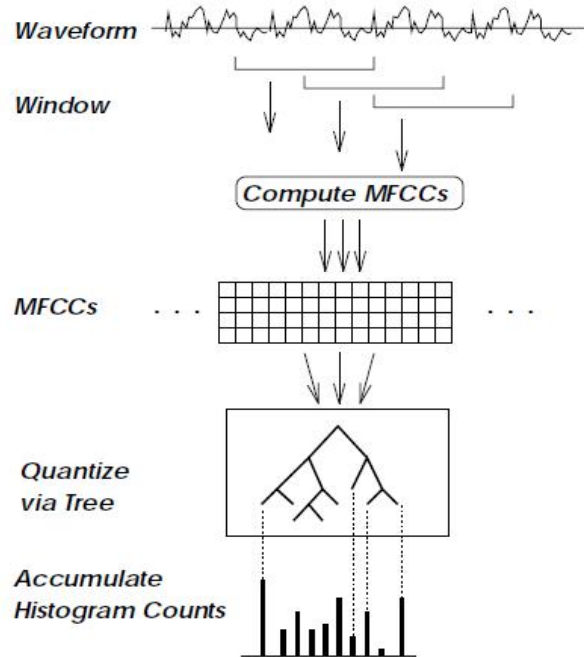 Waveform
Window
Compute MFCCs
MFCCs
. . .
. . .
Quantize
via Tree
Accumulate
Histogram Counts